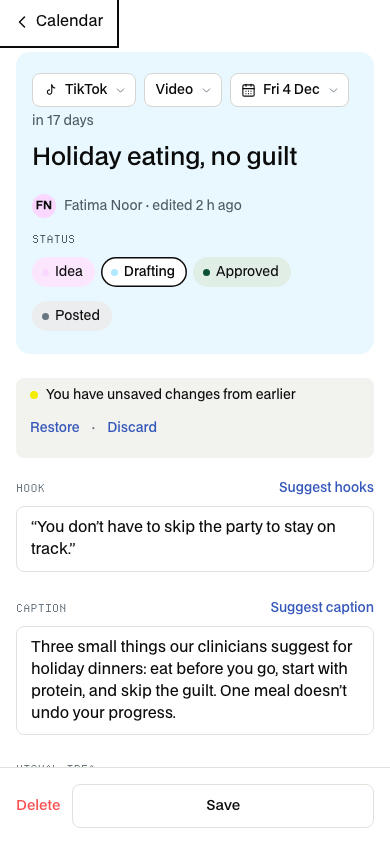 Calendar
TikTok
Video
Fri 4 Dec
in 17 days
Holiday eating, no guilt
FN
Fatima Noor · edited 2 h ago
STATUS
Idea
Drafting
Approved
Posted
You have unsaved changes from earlier
Restore · Discard
HOOK
Suggest hooks
“You don’t have to skip the party to stay on
track.”
CAPTION
Suggest caption
Three small things our clinicians suggest for
holiday dinners: eat before you go, start with
protein, and skip the guilt. One meal doesn’t
undo your progress.
Delete
Save